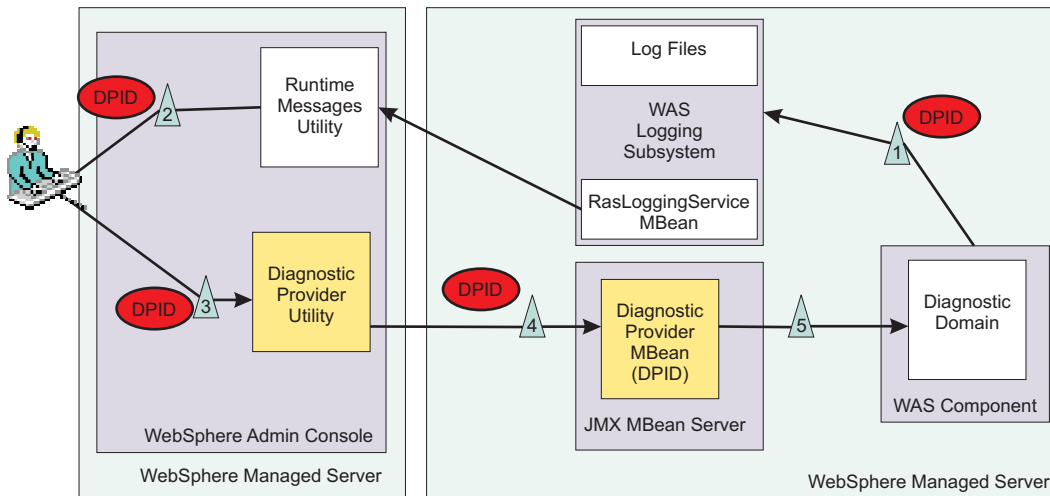 DPID
2
Runtime
Messages
Utility
DPID
3
Diagnostic
Provider
Utility
WebSphere Admin Console
WebSphere Managed Server
Log Files
WAS
Logging
Subsystem
RasLoggingService
MBean
DPID
1
DPID
4
Diagnostic
Provider
MBean
(DPID)
JMX MBean Server
5
Diagnostic
Domain
WAS Component
WebSphere Managed Server